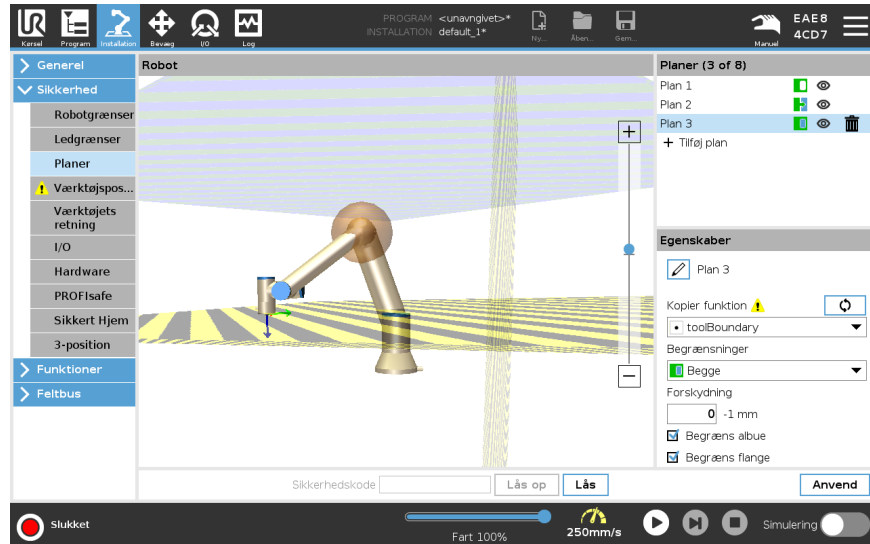 PROGRAM <unavngivet>*
INSTALLATION default_1*
Kørsel
Program
Installation
Bevæg
I/O
Log
Ny...
Åben...
Gem...
Manuel
EAE8
4CD7
Generel
Sikkerhed
Robotgrænser
Ledgrænser
Planer
Værktøjspos...
Værktøjets
retning
I/O
Hardware
PROFIsafe
Sikkert Hjem
3-position
Funktioner
Feltbus
Robot
Planer (3 of 8)
Plan 1
Plan 2
Plan 3
Tilføj plan
Egenskaber
Plan 3
Kopier funktion
toolBoundary
Begrænsninger
Begge
Forskydning
0 -1 mm
Begræns albue
Begræns flange
Sikkerhedskode
Lås op
Lås
Anvend
Slukket
Fart 100%
250mm/s
Simulering